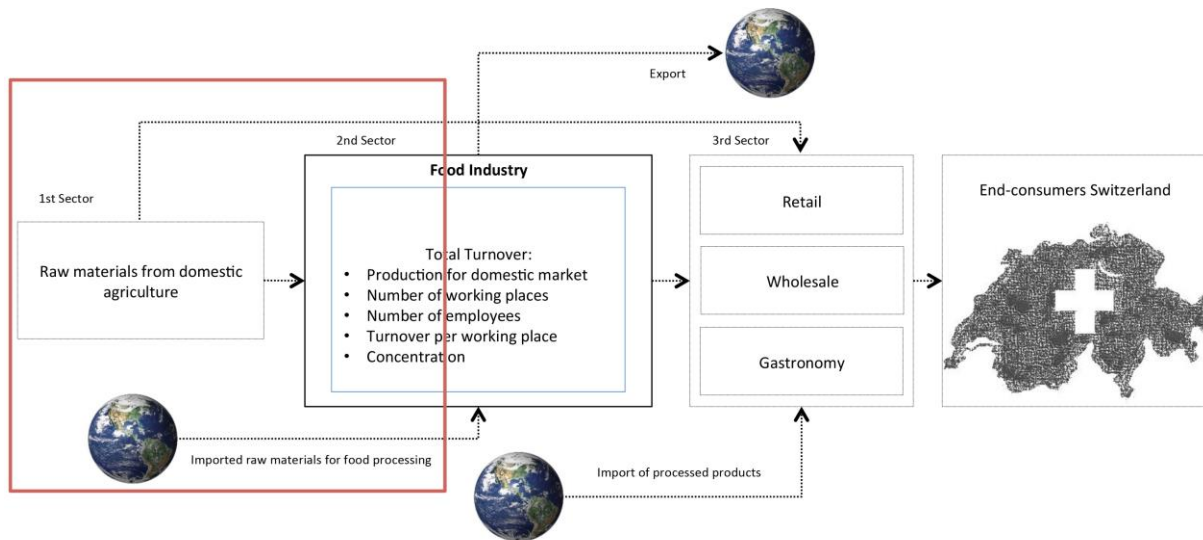 Export
2nd Sector
3rd Sector
Food Industry
1st Sector
Raw materials from domestic
agriculture
Total Turnover:
• Production for domestic market
• Number of working places
• Number of employees
• Turnover per working place
• Concentration
Retail
Wholesale
Gastronomy
End-consumers Switzerland
Imported raw materials for food processing
Import of processed products